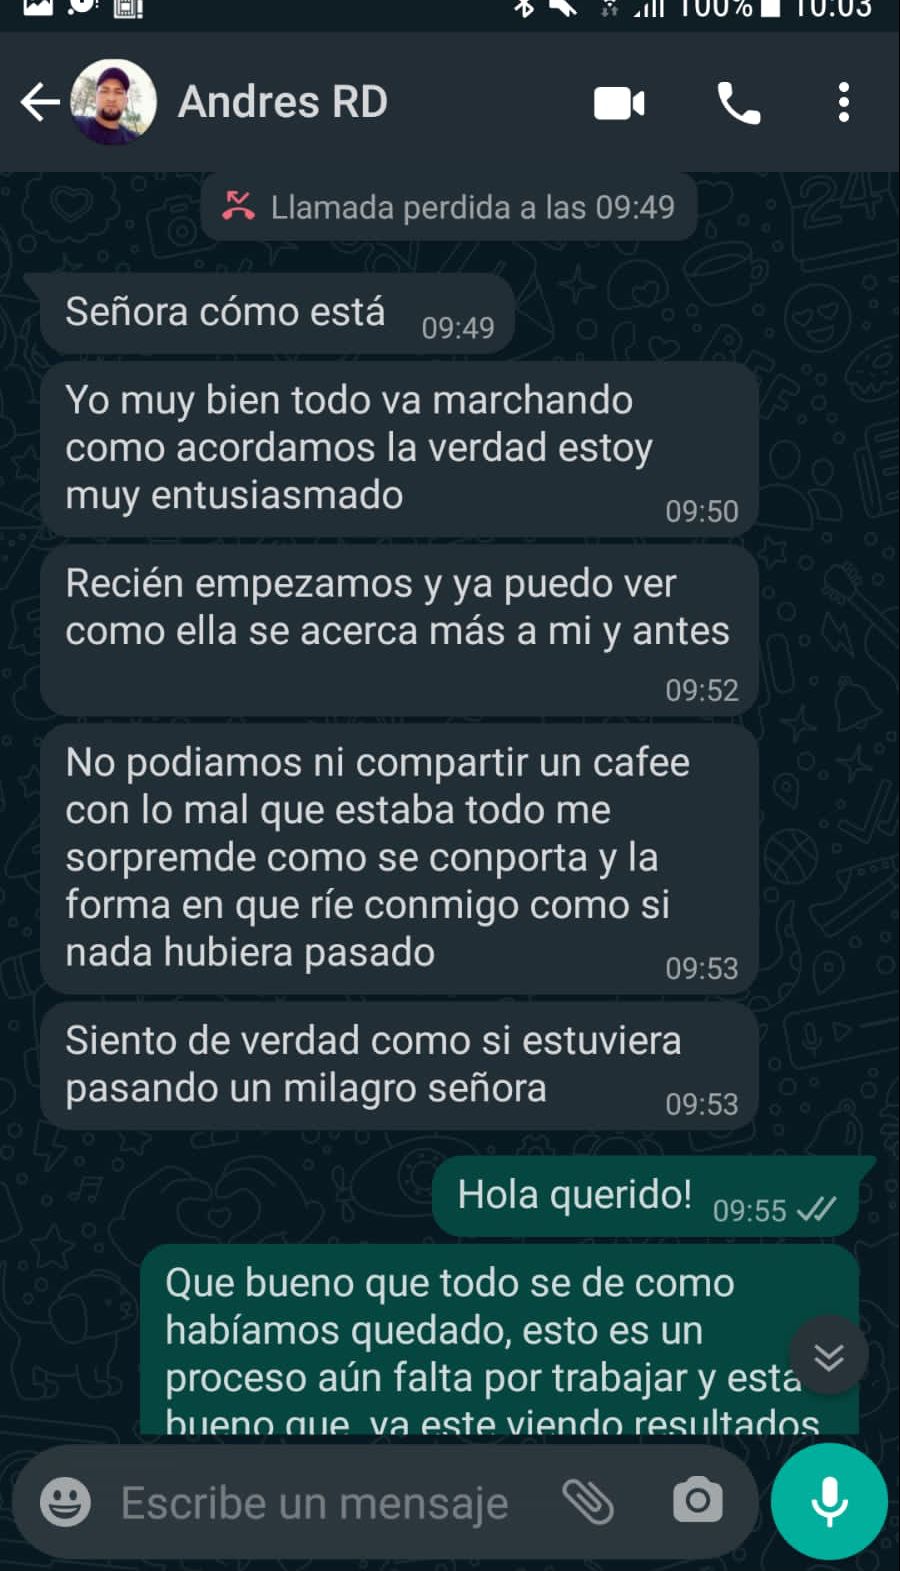 100% 10:03
Andres RD
Llamada perdida a las 09:49
Señora cómo está 09:49
Yo muy bien todo va marchando
como acordamos la verdad estoy
muy entusiasmado
09:50
Recién empezamos y ya puedo ver
como ella se acerca más a mi y antes
09:52
No podiamos ni compartir un cafee
con lo mal que estaba todo me
sorpremde como se conporta y la
forma en que ríe conmigo como si
nada hubiera pasado
09:53
Siento de verdad como si estuviera
pasando un milagro señora
09:53
Hola querido! 09:55
Que bueno que todo se de como
habíamos quedado, esto es un
proceso aún falta por trabajar y esta
bueno que ya este viendo resultados
Escribe un mensaje